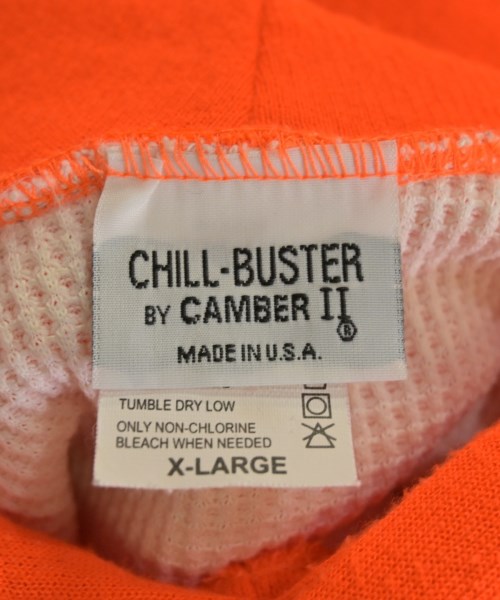 CHILL-BUSTER
BY CAMBER II®
MADE IN U.S.A.
TUMBLE DRY LOW
ONLY NON-CHLORINE
BLEACH WHEN NEEDED
X-LARGE